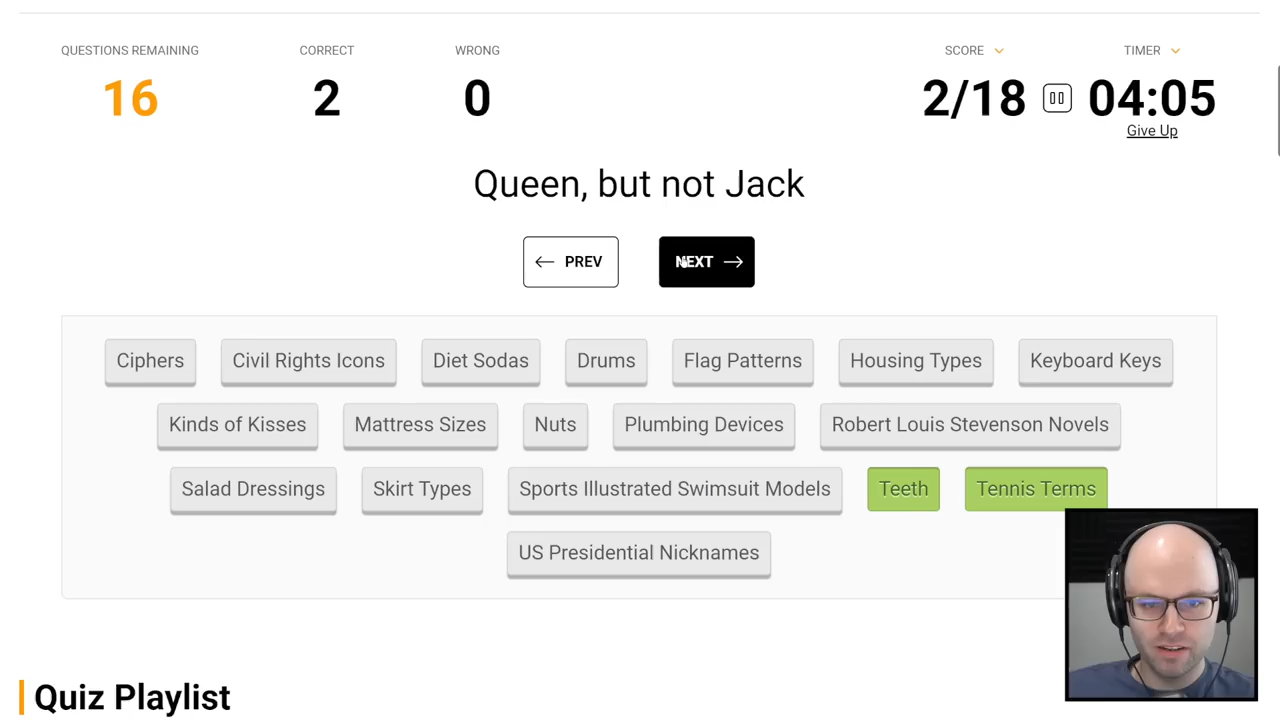 QUESTIONS REMAINING CORRECT WRONG SCORE TIMER
16 2 0 2/18 04:05
Give Up
Queen, but not Jack
PREV NEXT
Ciphers Civil Rights Icons Diet Sodas Drums Flag Patterns Housing Types Keyboard Keys
Kinds of Kisses Mattress Sizes Nuts Plumbing Devices Robert Louis Stevenson Novels
Salad Dressings Skirt Types Sports Illustrated Swimsuit Models Teeth Tennis Terms
US Presidential Nicknames
Quiz Playlist